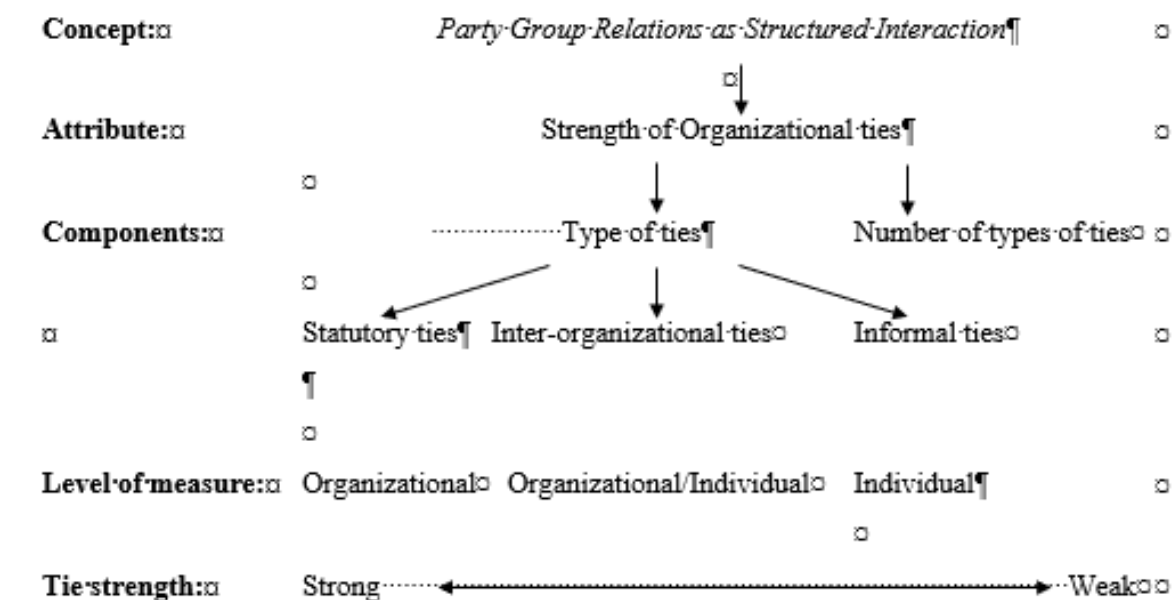 Concept:¤ Party·Group·Relations·as·Structured·Interaction¶ ¤
¤
Attribute:¤ Strength·of·Organizational·ties¶ ¤
¤
Components:¤ ·················Type·of·ties¶ Number·of·types·of·ties¤ ¤
¤
¤ Statutory·ties¶ Inter-organizational·ties¤ Informal·ties¤ ¤
¶
¤
Level·of·measure:¤ Organizational¤ Organizational/Individual¤ Individual¶ ¤
¤
Tie·strength:¤ Strong······· ···Weak¤¤